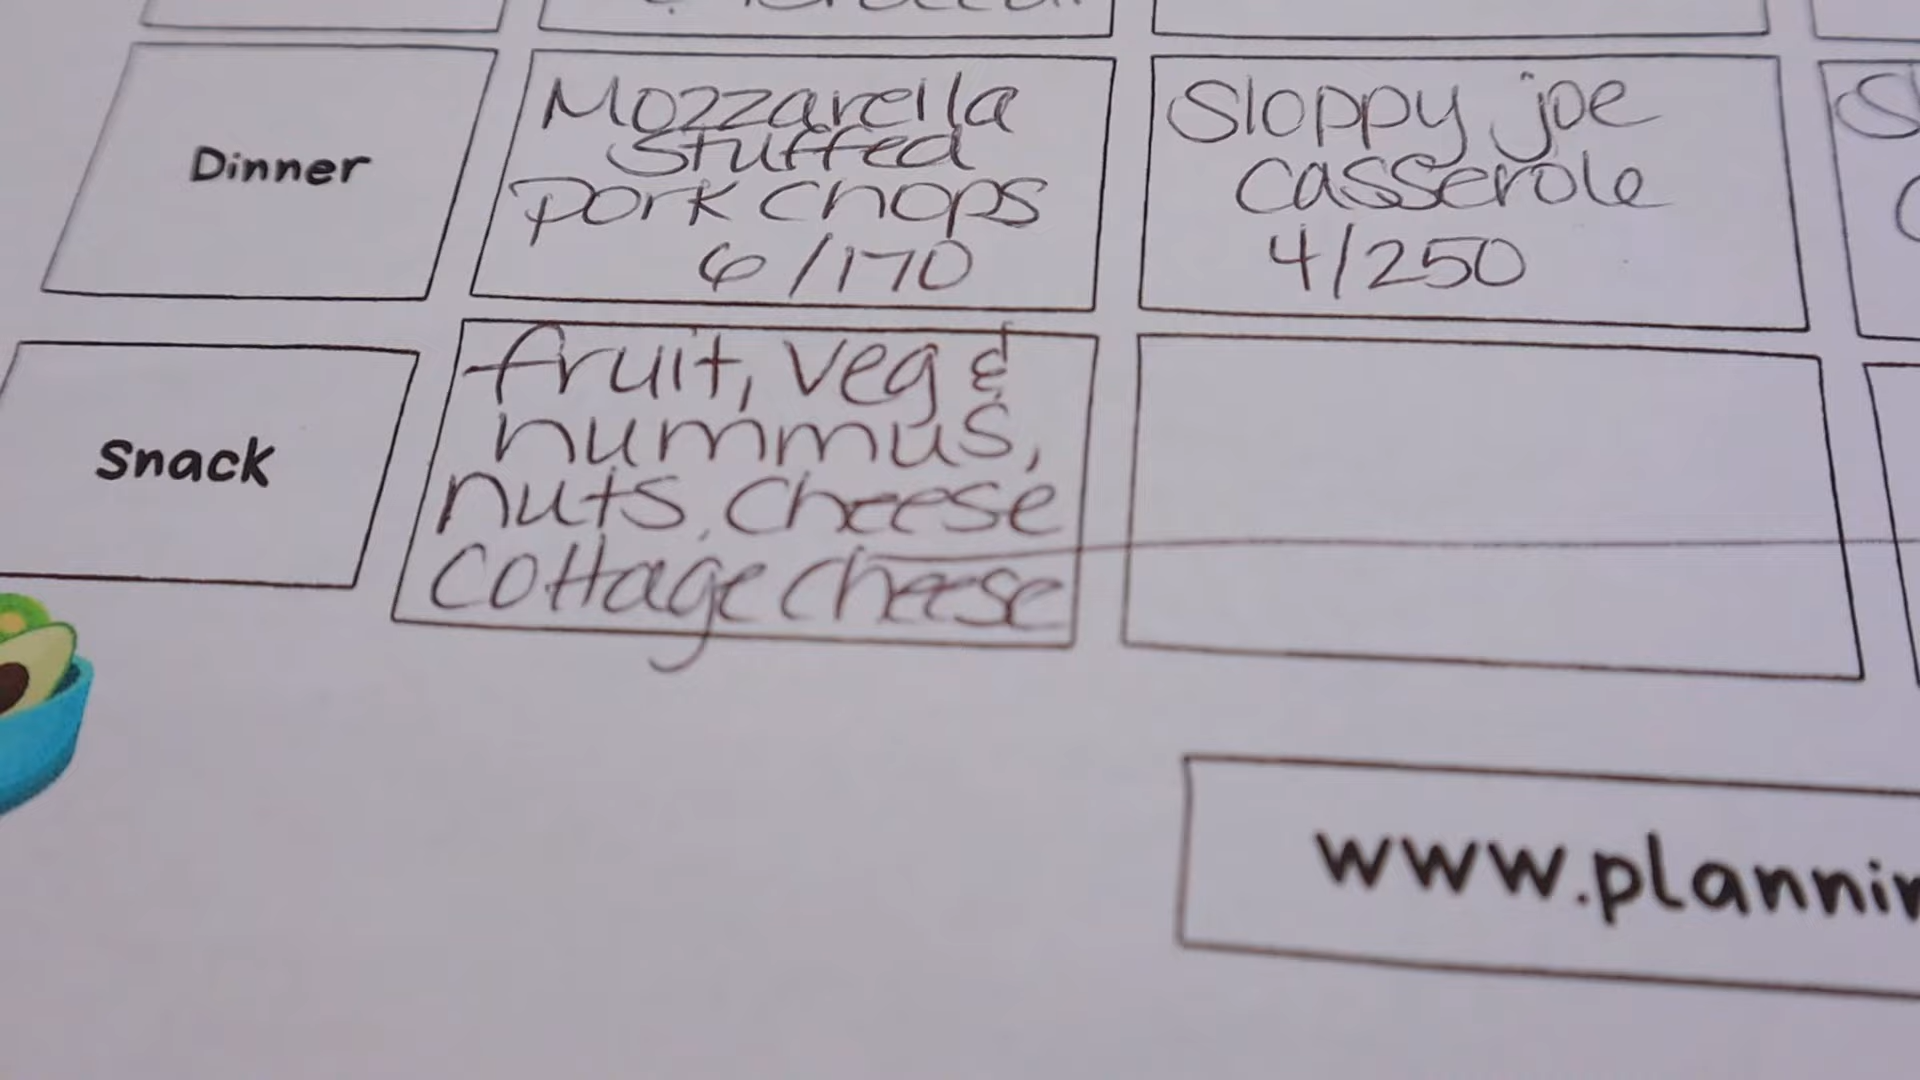 Dinner
Mozzarella
stuffed
pork chops
6/170
Sloppy joe
casserole
4/250
Snack
fruit, veg &
hummus,
nuts, cheese
cottage cheese
www.plannin